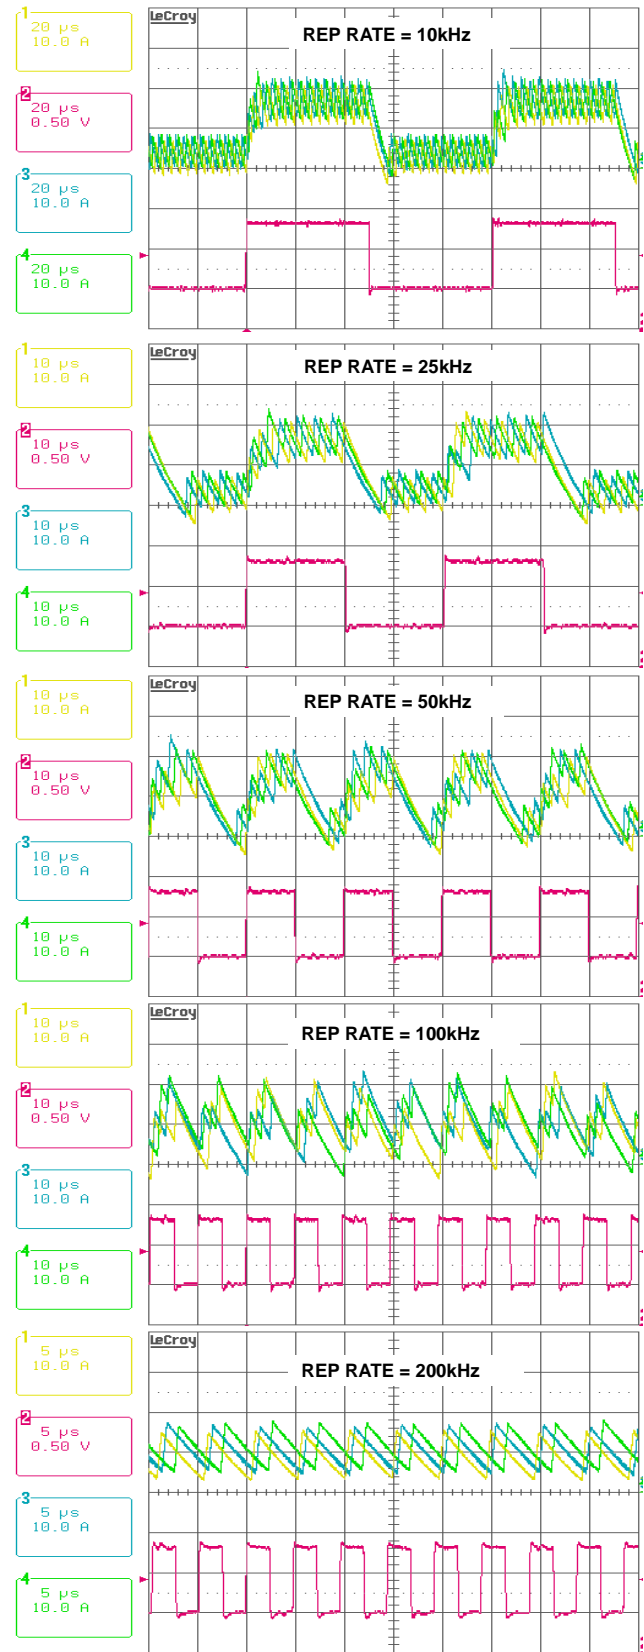 LeCroy
REP RATE = 10kHz
1
20 µs
10.0 A
2
20 µs
0.50 V
3
20 µs
10.0 A
4
20 µs
10.0 A
LeCroy
REP RATE = 25kHz
1
10 µs
10.0 A
2
10 µs
0.50 V
3
10 µs
10.0 A
4
10 µs
10.0 A
LeCroy
REP RATE = 50kHz
1
10 µs
10.0 A
2
10 µs
0.50 V
3
10 µs
10.0 A
4
10 µs
10.0 A
LeCroy
REP RATE = 100kHz
1
10 µs
10.0 A
2
10 µs
0.50 V
3
10 µs
10.0 A
4
10 µs
10.0 A
LeCroy
REP RATE = 200kHz
1
5 µs
10.0 A
2
5 µs
0.50 V
3
5 µs
10.0 A
4
5 µs
10.0 A